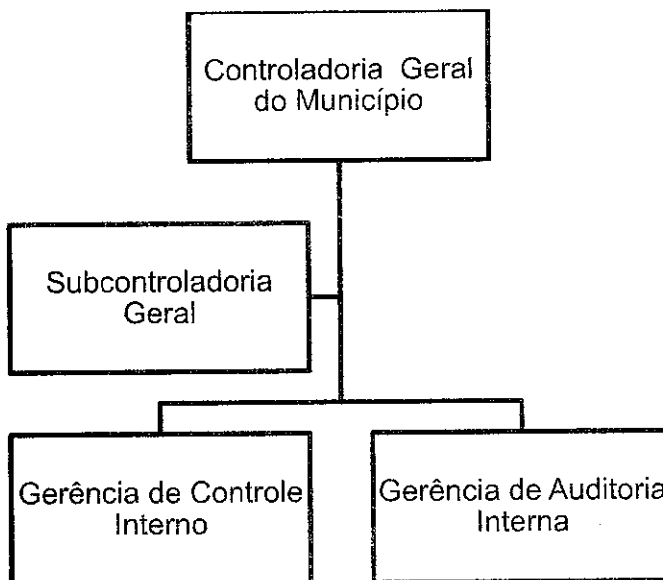 Controladoria Geral
do Município
Subcontroladoria
Geral
Gerência de Controle
Interno
Gerência de Auditoria
Interna